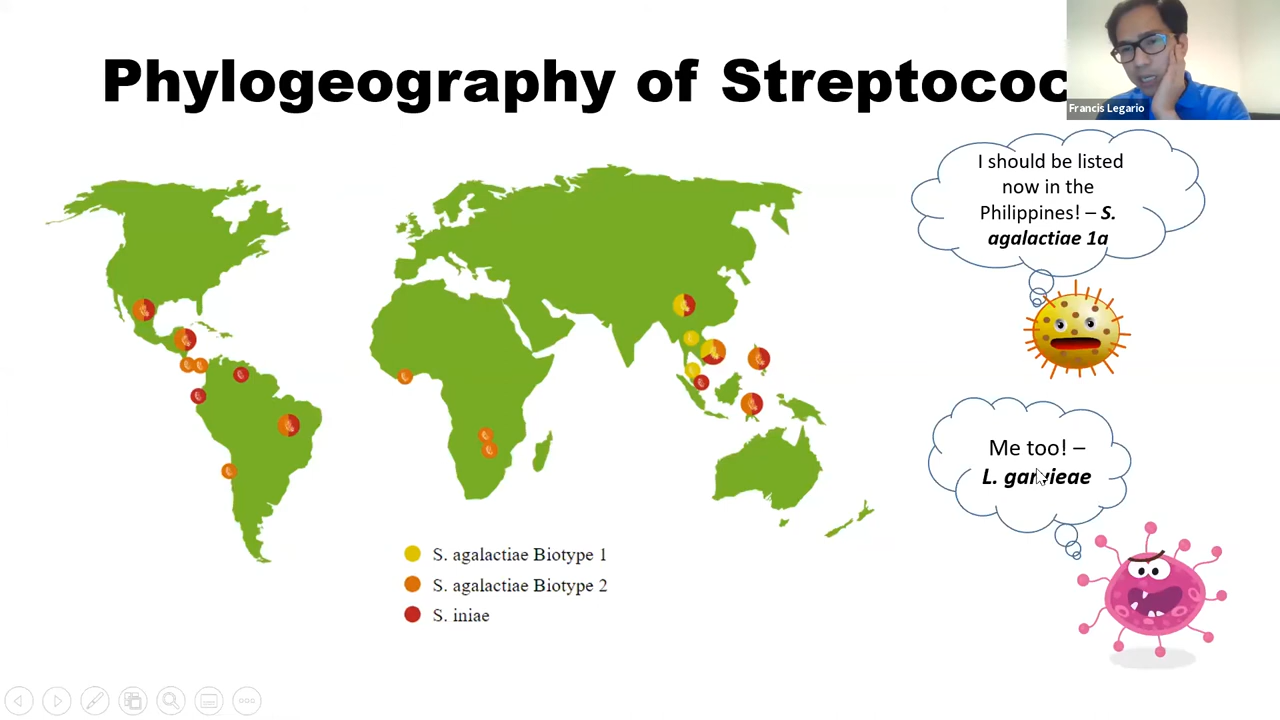 Phylogeography of Streptococ
Francis Legario
I should be listed
now in the
Philippines! – S.
agalactiae 1a
Me too! –
L. garvieae
S. agalactiae Biotype 1
S. agalactiae Biotype 2
S. iniae